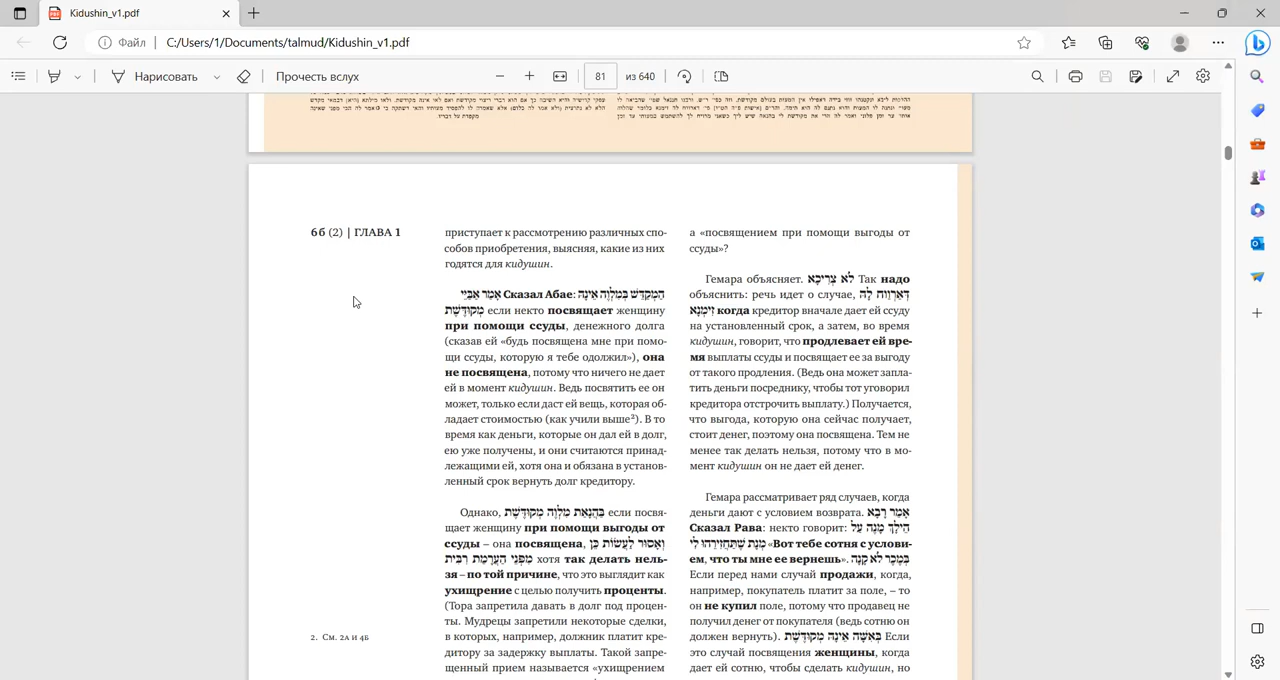 Kidushin_v1.pdf
Файл
C:/Users/1/Documents/talmud/Kidushin_v1.pdf
Нарисовать
Прочесть вслух
81 из 640
6б (2) | ГЛАВА 1
приступает к рассмотрению различных спо-
собов приобретения, выясняя, какие из них
годятся для кидушин.
אָמַר אַבַּיֵי Сказал Абае: הַמְקַדֵּשׁ בְּמִלְוֶה אֵינָהּ
מְקוּדֶּשֶׁת если некто посвящает женщину
при помощи ссуды, денежного долга
(сказав ей «будь посвящена мне при помо-
щи ссуды, которую я тебе одолжил»), она
не посвящена, потому что ничего не дает
ей в момент кидушин. Ведь посвятить ее он
может, только если даст ей вещь, которая об-
ладает стоимостью (как учили выше²). В то
время как деньги, которые он дал ей в долг,
ею уже получены, и они считаются принад-
лежащими ей, хотя она и обязана в установ-
ленный срок вернуть долг кредитору.
Однако, בַּהֲנָאַת מִלְוֶה מְקוּדֶּשֶׁת если посвя-
щает женщину при помощи выгоды от
ссуды – она посвящена, וְאָסוּר לַעֲשׂוֹת כֵּן
מִפְּנֵי הַעֲרָמַת רִבִּית хотя так делать нель-
зя – по той причине, что это выглядит как
ухищрение с целью получить проценты.
(Тора запретила давать в долг под процен-
ты. Мудрецы запретили некоторые сделки,
в которых, например, должник платит кре-
дитору за задержку выплаты. Такой запре-
щенный прием называется «ухищрением
2. См. 2А и 4Б
а «посвящением при помощи выгоды от
ссуды»?
Гемара объясняет. לֹא צְרִיכָא Так надо
объяснить: речь идет о случае, דְּאַרְוַוח לַהּ
זִימְנָא когда кредитор вначале дает ей ссуду
на установленный срок, а затем, во время
кидушин, говорит, что продлевает ей вре-
мя выплаты ссуды и посвящает ее за выгоду
от такого продления. (Ведь она может запла-
тить деньги посреднику, чтобы тот уговорил
кредитора отсрочить выплату.) Получается,
что выгода, которую она сейчас получает,
стоит денег, поэтому она посвящена. Тем не
менее так делать нельзя, потому что в мо-
мент кидушин он не дает ей денег.
Гемара рассматривает ряд случаев, когда
деньги дают с условием возврата. אָמַר רָבָא
Сказал Рава: некто говорит: הֵילָךְ מָנֶה עַל
מְנָת שֶׁתַּחְזִירֵהוּ לִי «Вот тебе сотня с услови-
ем, что ты мне ее вернешь». בְּמֶכֶר לֹא קָנָה
Если перед нами случай продажи, когда,
например, покупатель платит за поле, – то
он не купил поле, потому что продавец не
получил денег от покупателя (ведь сотню он
должен вернуть). בְּאִשָּׁה אֵינָהּ מְקוּדֶּשֶׁת Если
это случай посвящения женщины, когда
дает ей сотню, чтобы сделать кидушин, но